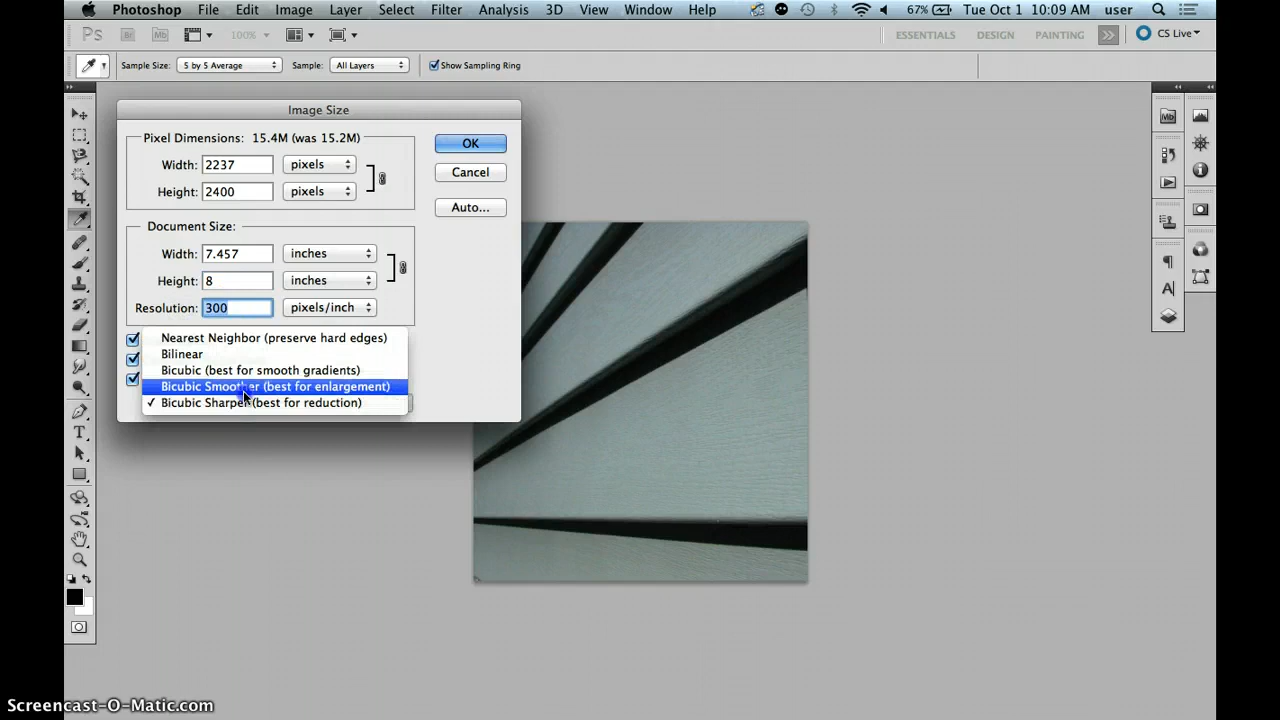 Photoshop File Edit Image Layer Select Filter Analysis 3D View Window Help 67% Tue Oct 1 10:09 AM user
Ps Br Mb 100% ESSENTIALS DESIGN PAINTING >> CS Live
Sample Size: 5 by 5 Average Sample: All Layers Show Sampling Ring
Image Size
Pixel Dimensions: 15.4M (was 15.2M)
Width: 2237 pixels
Height: 2400 pixels
OK
Cancel
Auto...
Document Size:
Width: 7.457 inches
Height: 8 inches
Resolution: 300 pixels/inch
Nearest Neighbor (preserve hard edges)
Bilinear
Bicubic (best for smooth gradients)
Bicubic Smoother (best for enlargement)
✓ Bicubic Sharper (best for reduction)
Mb
A
T
Screencast-O-Matic.com